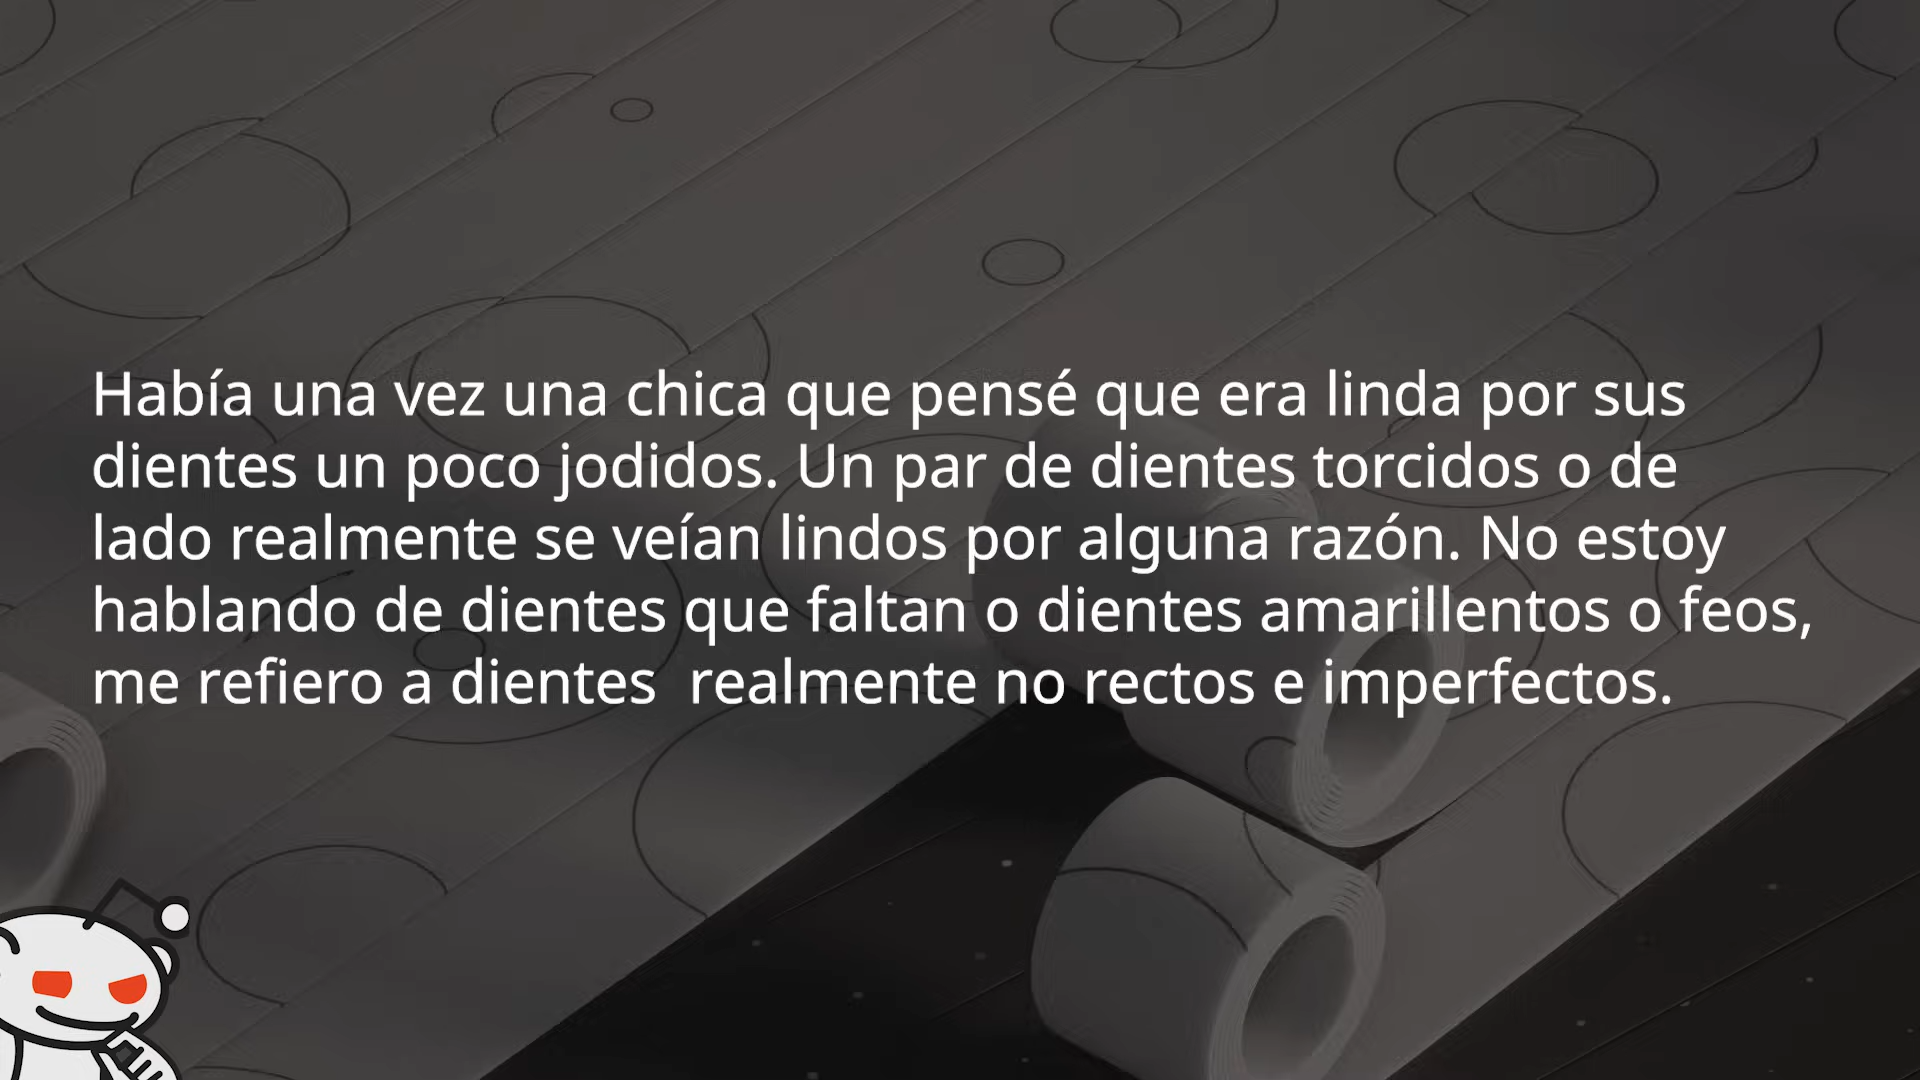 Había una vez una chica que pensé que era linda por sus
dientes un poco jodidos. Un par de dientes torcidos o de
lado realmente se veían lindos por alguna razón. No estoy
hablando de dientes que faltan o dientes amarillentos o feos,
me refiero a dientes  realmente no rectos e imperfectos.